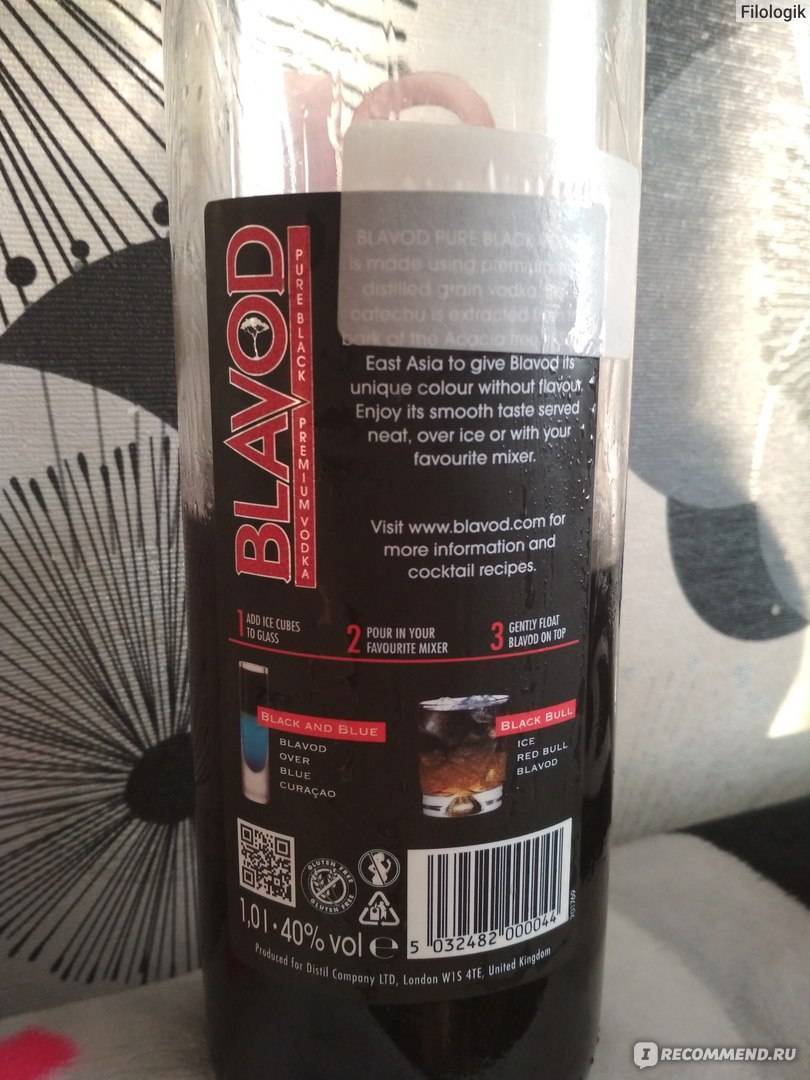 Filologik
BLAVOD
PURE BLACK PREMIUM VODKA
BLAVOD PURE BLACK
is made using premium
distilled grain vodka
catechu is extracted
bark of the Acacia tree
East Asia to give Blavod its
unique colour without flavour.
Enjoy its smooth taste served
neat, over ice or with your
favourite mixer.
Visit www.blavod.com for
more information and
cocktail recipes.
1 ADD ICE CUBES
TO GLASS
2 POUR IN YOUR
FAVOURITE MIXER
3 GENTLY FLOAT
BLAVOD ON TOP
BLACK AND BLUE
BLAVOD
OVER
BLUE
CURAÇAO
BLACK BULL
ICE
RED BULL
BLAVOD
GLUTEN FREE
GLUTEN FREE
1,0 l · 40% vol e
5 032482 000044
Produced for Distil Company LTD, London W1S 4TE, United Kingdom
IRECOMMEND.RU